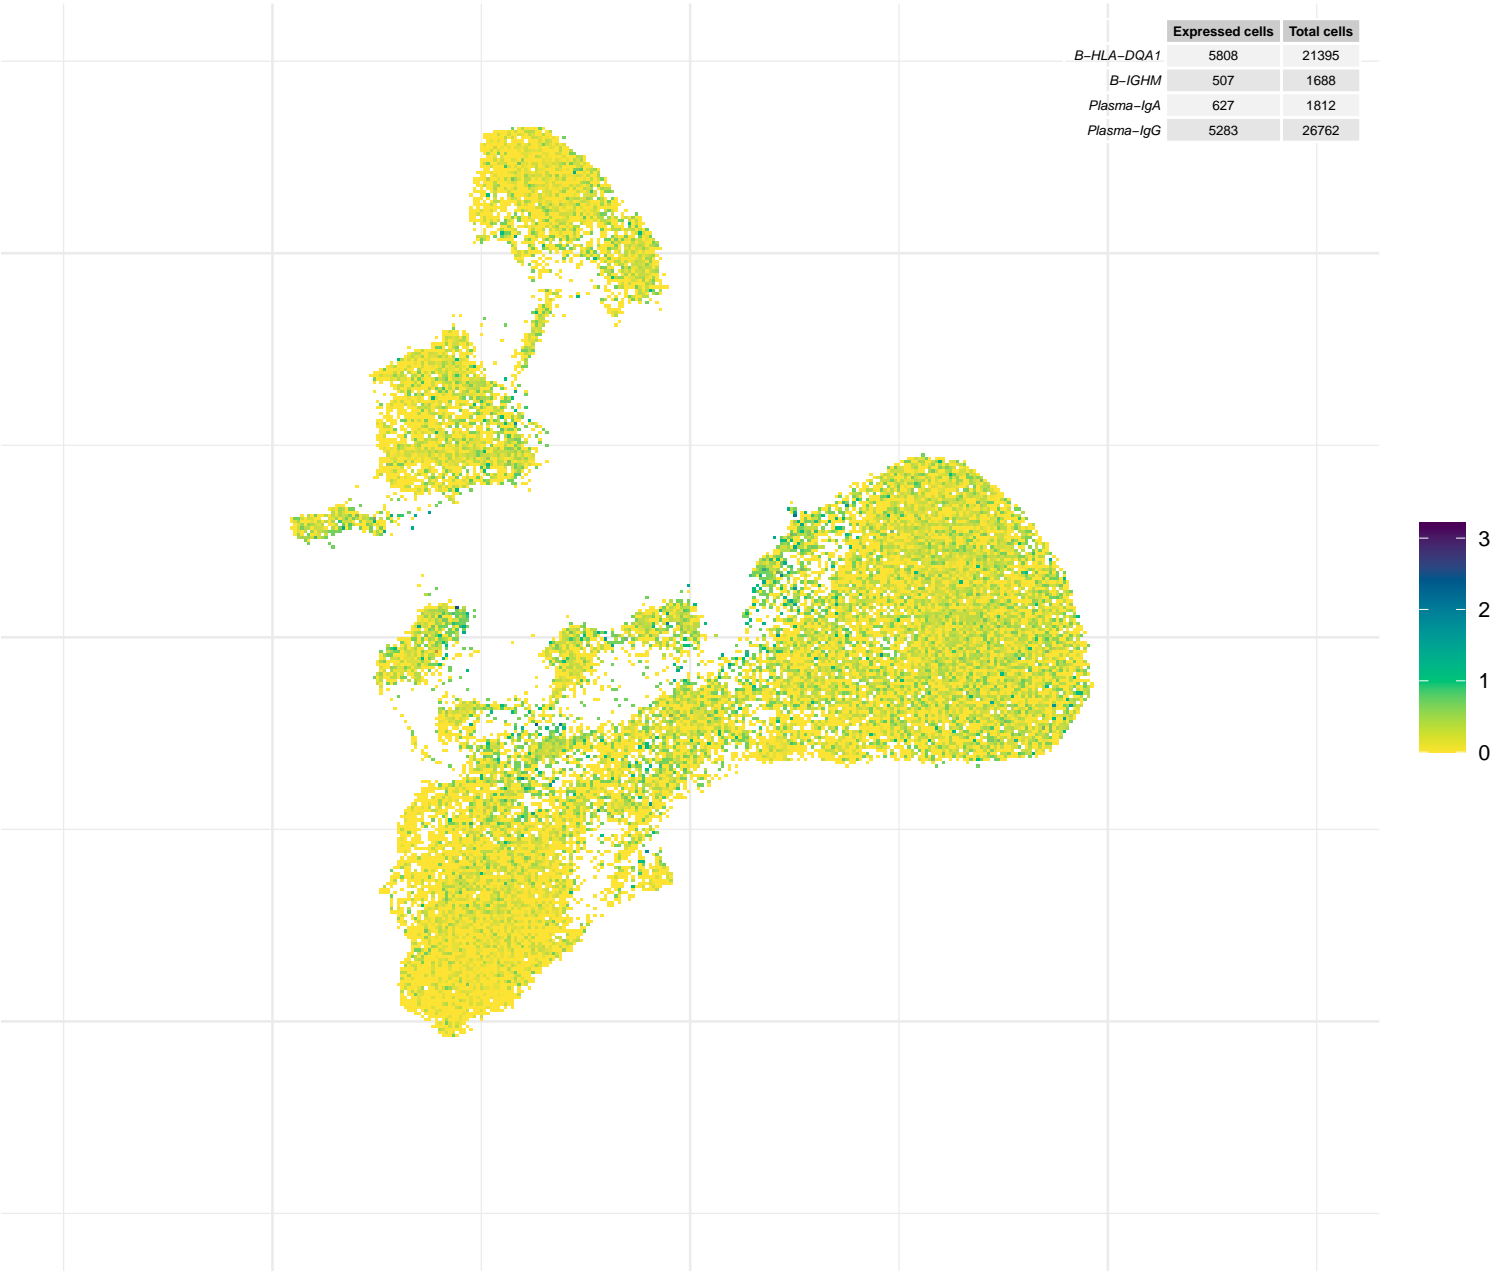 Expressed cells Total cells
B−HLA−DQA1 5808 21395
B−IGHM 507 1688
Plasma−IgA 627 1812
Plasma−IgG 5283 26762
3
2
1
0